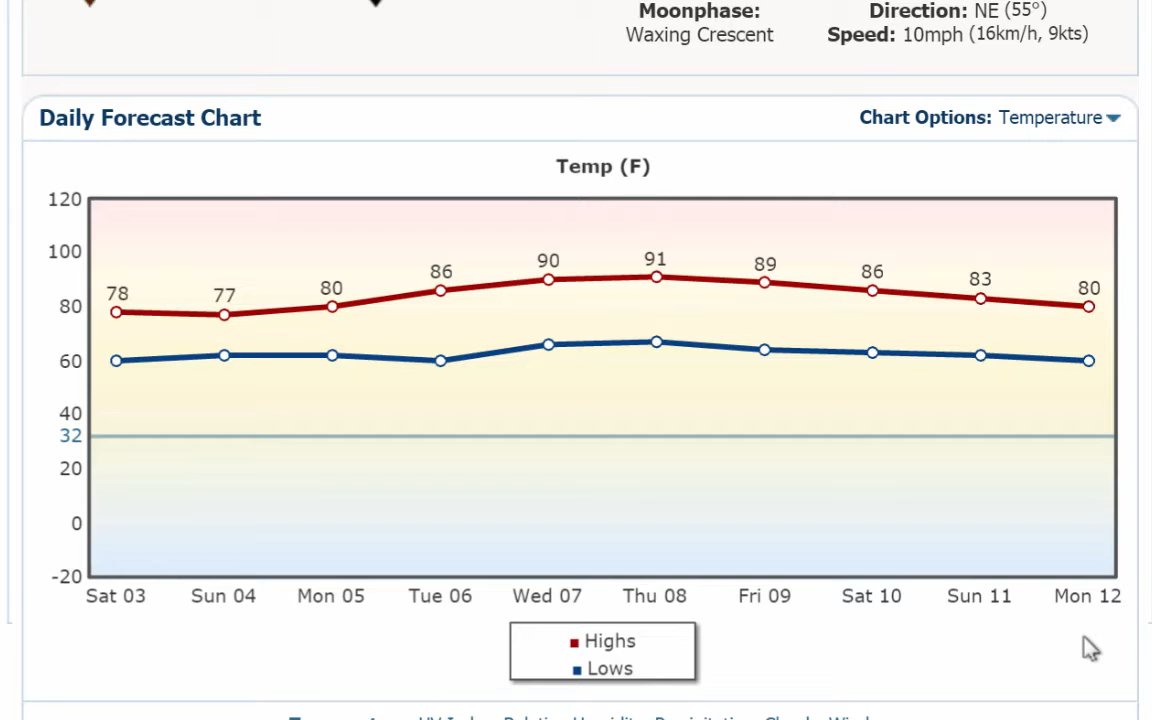 Moonphase:
Waxing Crescent
Direction: NE (55°)
Speed: 10mph (16km/h, 9kts)
Daily Forecast Chart
Chart Options: Temperature
Temp (F)
120
100
80
60
40
32
20
0
-20
78 77 80 86 90 91 89 86 83 80
Sat 03 Sun 04 Mon 05 Tue 06 Wed 07 Thu 08 Fri 09 Sat 10 Sun 11 Mon 12
Highs
Lows